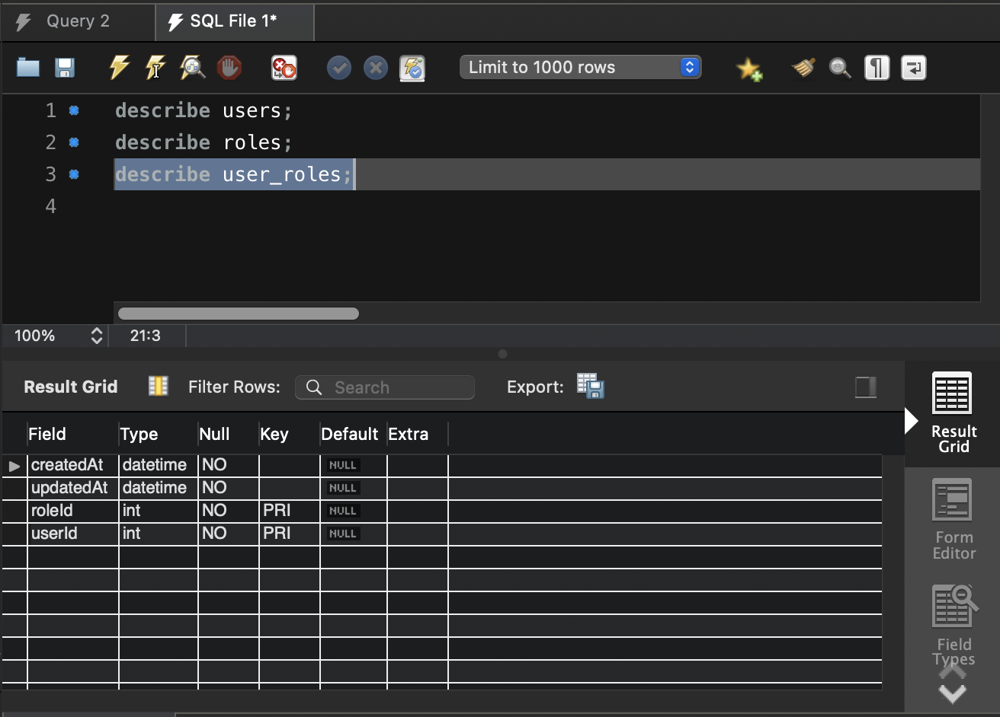 Query 2
SQL File 1*
Limit to 1000 rows
1 describe users;
2 describe roles;
3 describe user_roles;
4
100% 21:3
Result Grid Filter Rows: Search Export:
Result Grid
Form Editor
Field Types
Field Type Null Key Default Extra
createdAt datetime NO NULL
updatedAt datetime NO NULL
roleId int NO PRI NULL
userId int NO PRI NULL